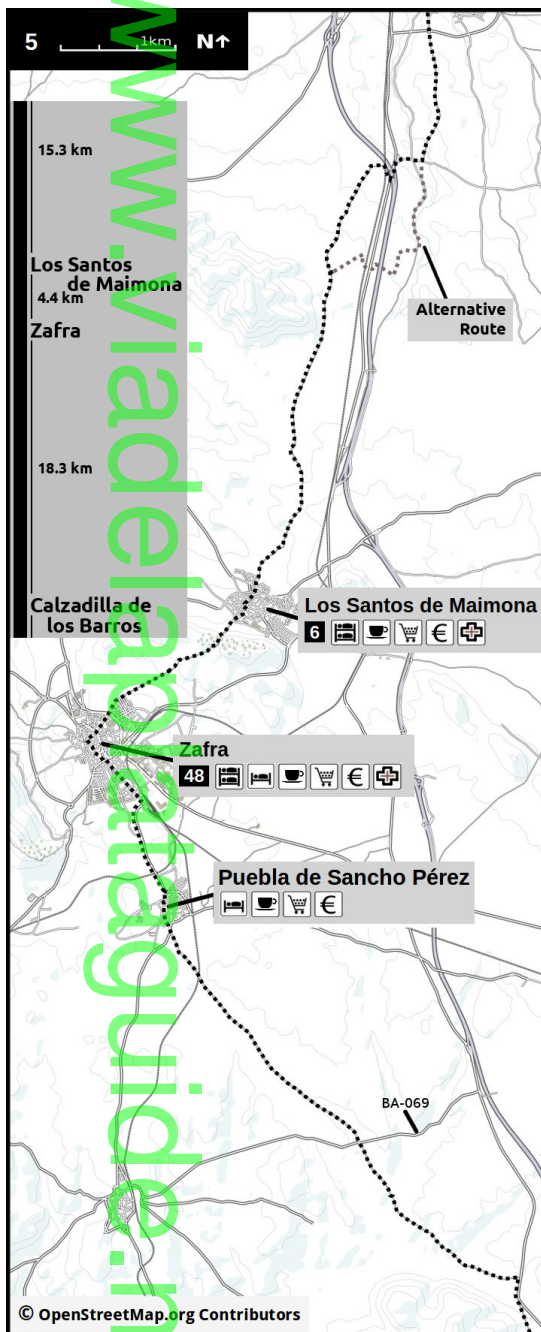 5
1km
N↑
15.3 km
Los Santos
de Maimona
4.4 km
Zafra
18.3 km
Calzadilla de
los Barros
Alternative
Route
Los Santos de Maimona
6
€
Zafra
48
€
Puebla de Sancho Pérez
€
BA-069
© OpenStreetMap.org Contributors
www.viadelaplataguide.n